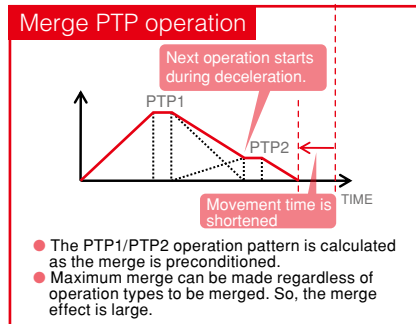 Merge PTP operation
Next operation starts
during deceleration.
PTP1
PTP2
TIME
Movement time is
shortened
● The PTP1/PTP2 operation pattern is calculated
as the merge is preconditioned.
● Maximum merge can be made regardless of
operation types to be merged. So, the merge
effect is large.